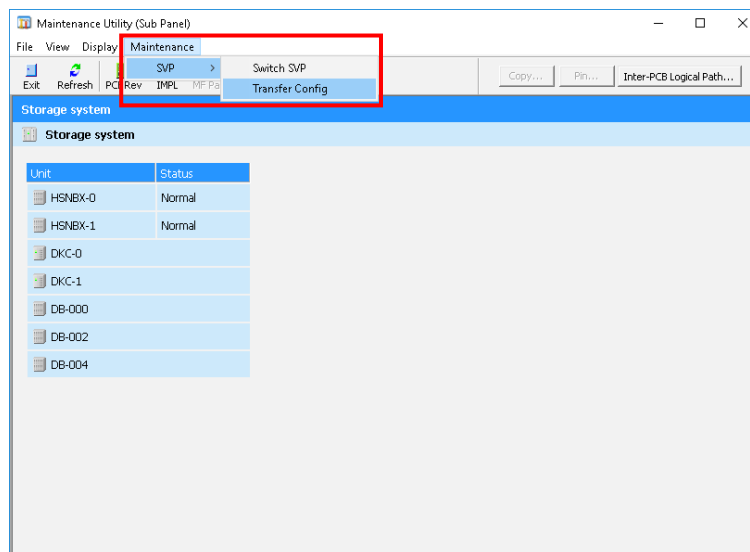 Maintenance Utility (Sub Panel)
File View Display Maintenance
SVP > Switch SVP
Transfer Config
Exit Refresh Rev IMPL MF Copy... Pin... Inter-PCB Logical Path...
Storage system
Storage system
Unit Status
HSNBX-0 Normal
HSNBX-1 Normal
DKC-0
DKC-1
DB-000
DB-002
DB-004